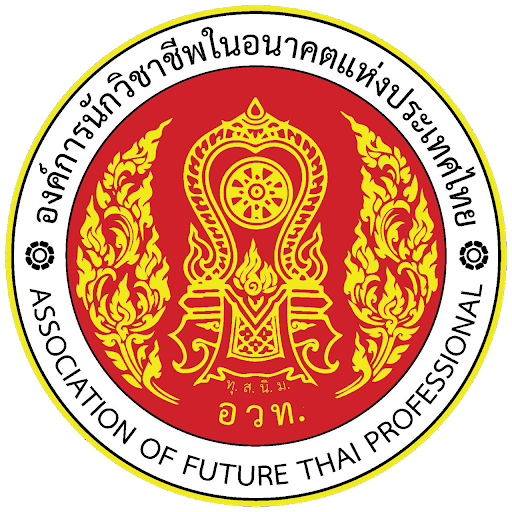 องค์การนักวิชาชีพในอนาคตแห่งประเทศไทย
ทุ. ส. นิ. ม.
อวท.
ASSOCIATION OF FUTURE THAI PROFESSIONAL